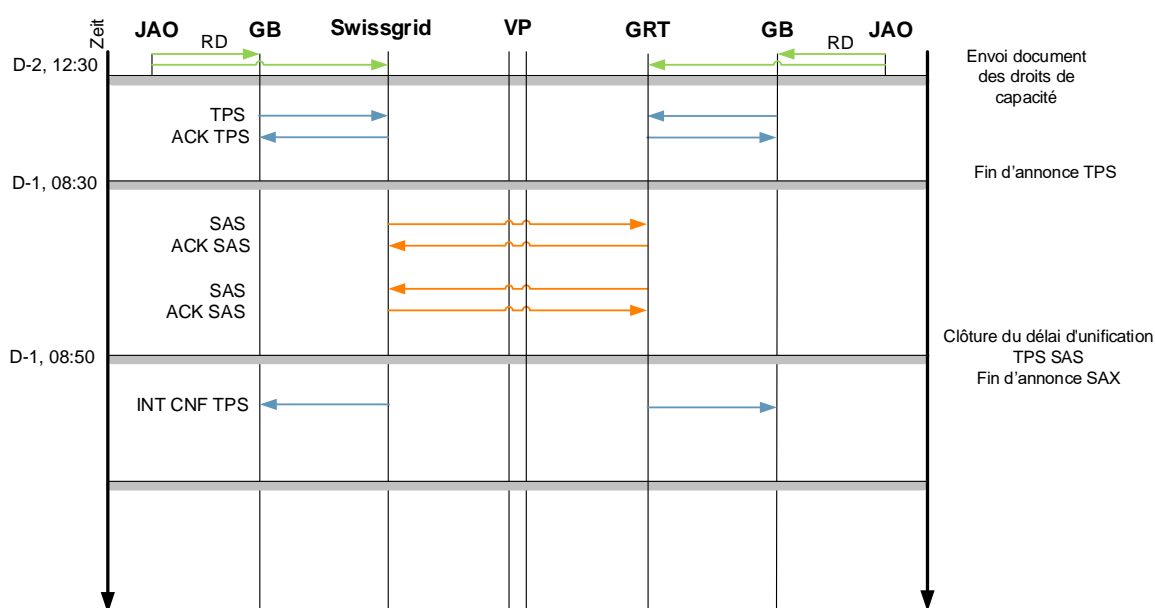 Zeit
JAO GB Swissgrid VP GRT GB JAO
RD RD
D-2, 12:30
Envoi document
des droits de
capacité
TPS
ACK TPS
D-1, 08:30
Fin d'annonce TPS
SAS
ACK SAS
SAS
ACK SAS
D-1, 08:50
Clôture du délai d'unification
TPS SAS
Fin d'annonce SAX
INT CNF TPS